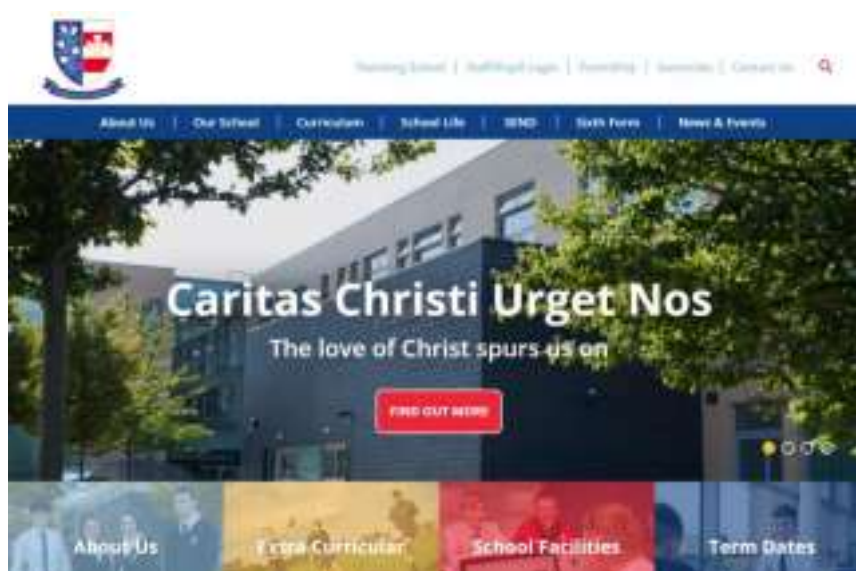 About Us | Our School | Curriculum | School Life | SEND | Sixth Form | News & Events
Caritas Christi Urget Nos
The love of Christ spurs us on
FIND OUT MORE
About Us
Extra Curricular
School Facilities
Term Dates